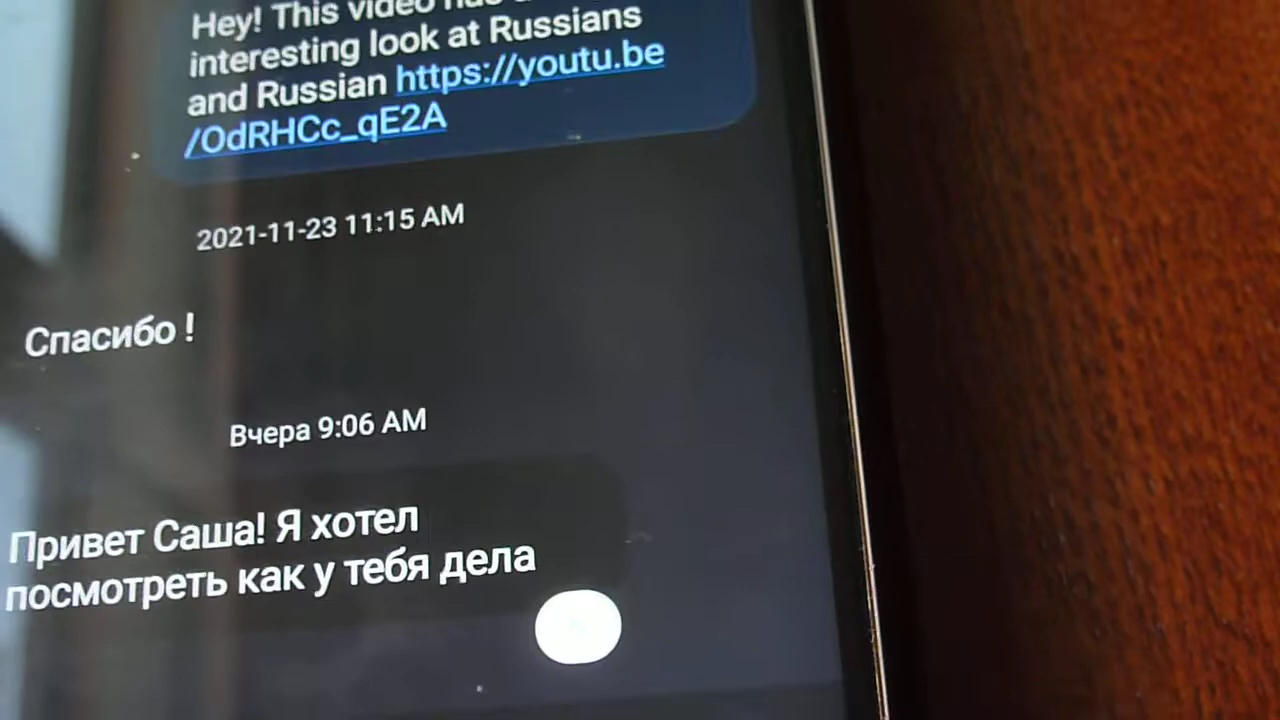 Hey! This video
interesting look at Russians
and Russian https://youtu.be
/OdRHCc_qE2A
2021-11-23 11:15 AM
Спасибо !
Вчера 9:06 AM
Привет Саша! Я хотел
посмотреть как у тебя дела